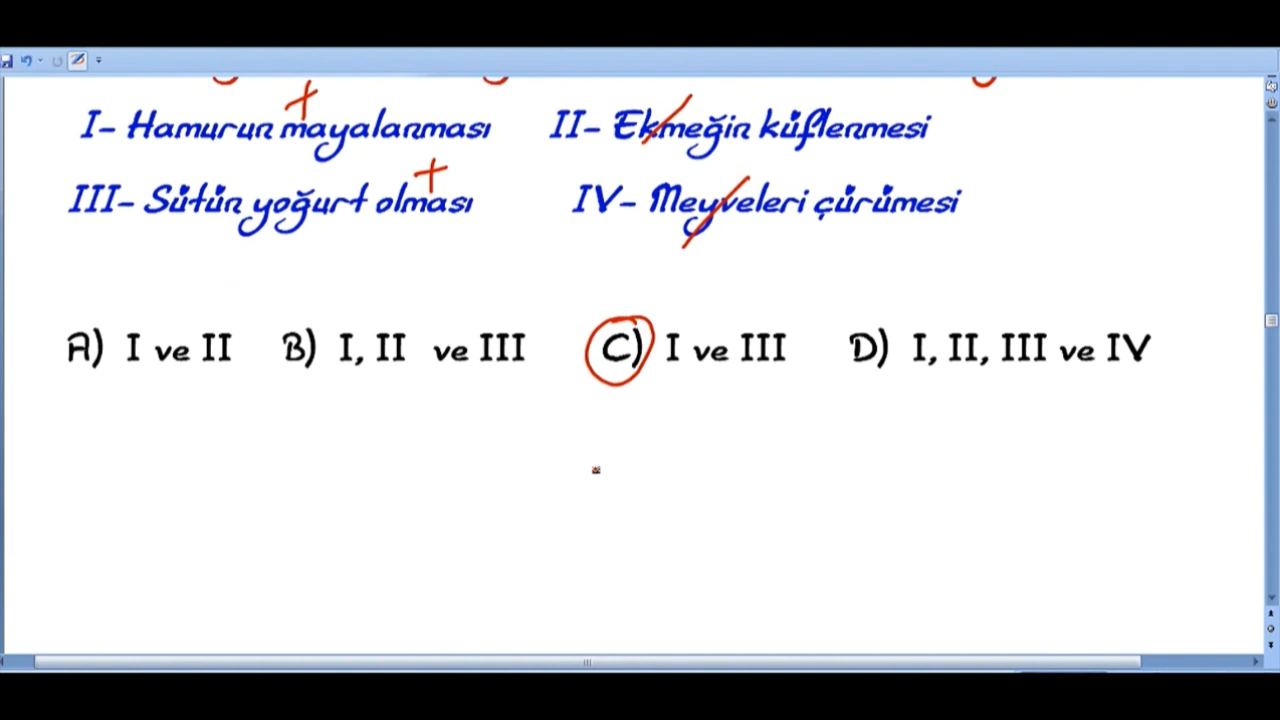 I- Hamurun mayalanması II- Ekmeğin küflenmesi
III- Sütün yoğurt olması IV- Meyveleri çürümesi
A) I ve II B) I, II ve III C) I ve III D) I, II, III ve IV